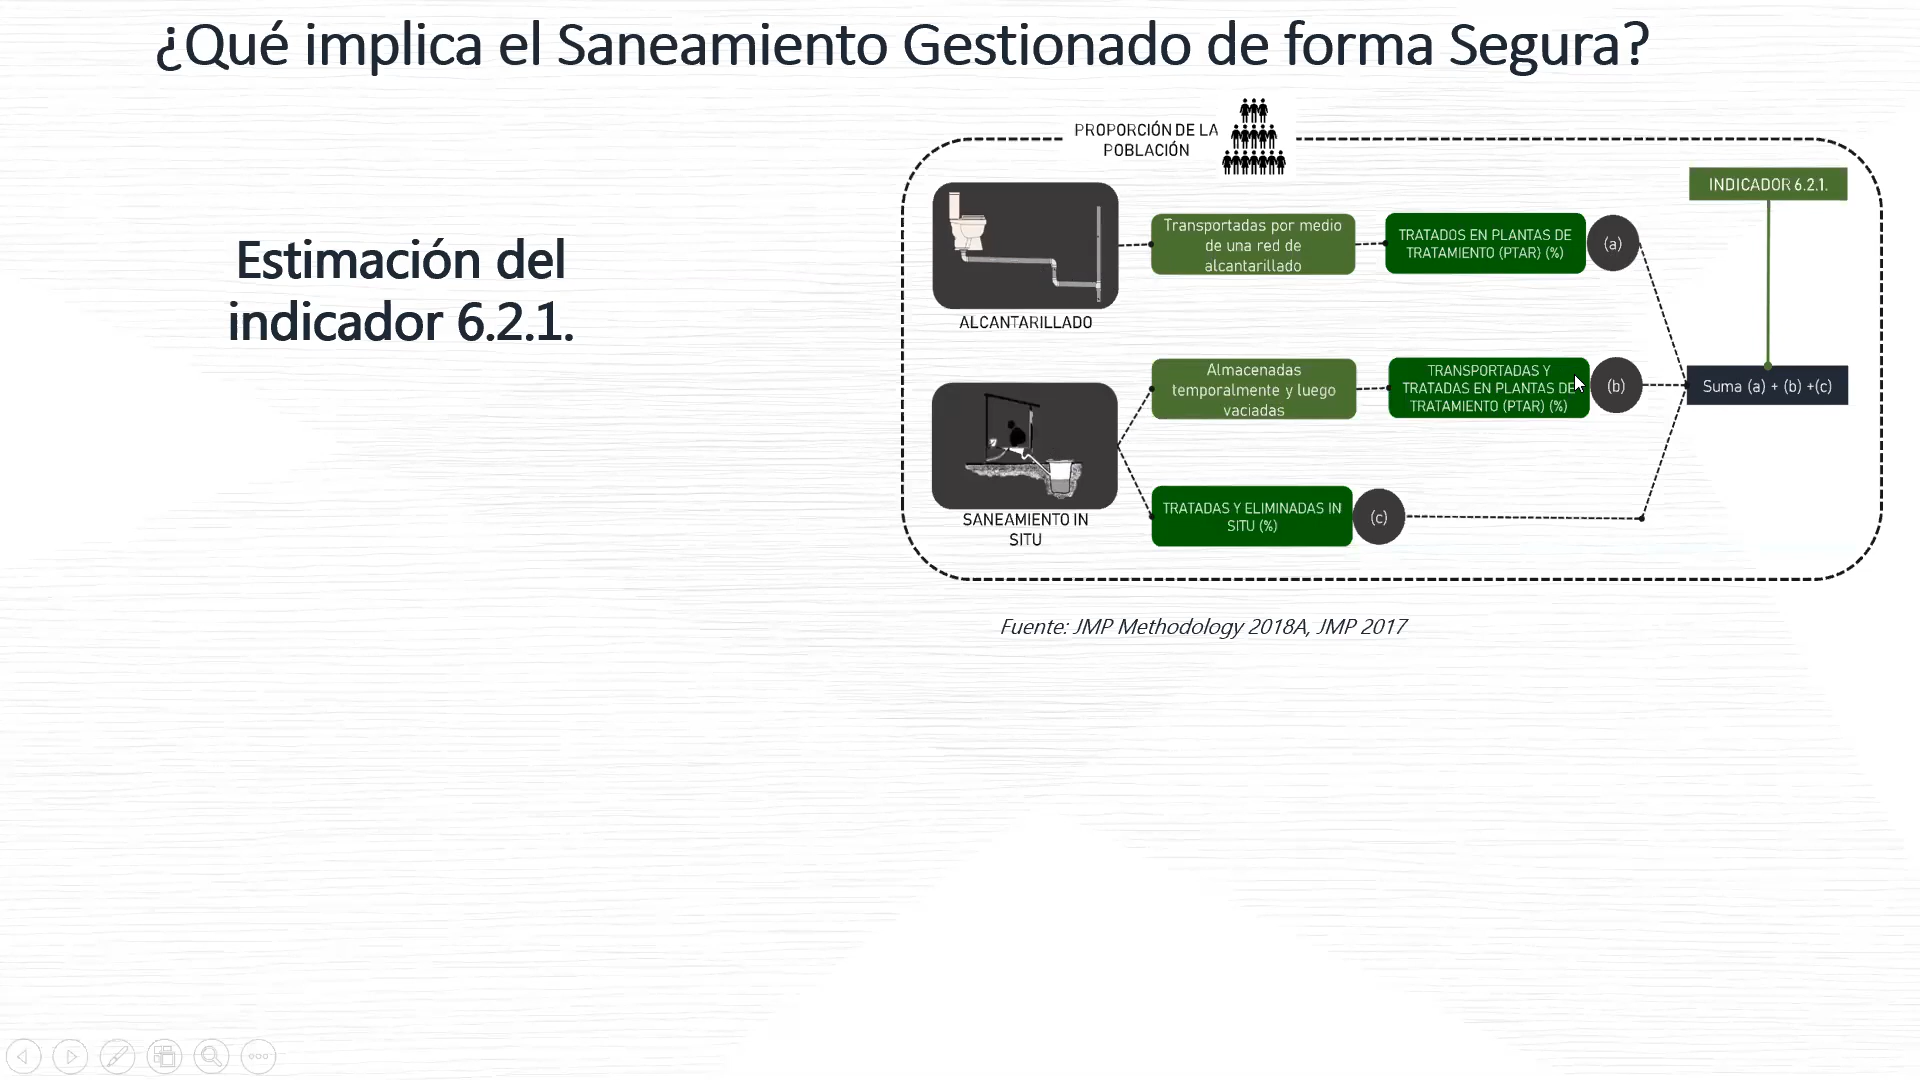 ¿Qué implica el Saneamiento Gestionado de forma Segura?
Estimación del
indicador 6.2.1.
PROPORCIÓN DE LA
POBLACIÓN
INDICADOR 6.2.1.
Transportadas por medio
de una red de
alcantarillado
TRATADOS EN PLANTAS DE
TRATAMIENTO (PTAR) (%)
(a)
ALCANTARILLADO
Almacenadas
temporalmente y luego
vaciadas
TRANSPORTADAS Y
TRATADAS EN PLANTAS DE
TRATAMIENTO (PTAR) (%)
(b)
Suma (a) + (b) +(c)
TRATADAS Y ELIMINADAS IN
SITU (%)
(c)
SANEAMIENTO IN
SITU
Fuente: JMP Methodology 2018A, JMP 2017